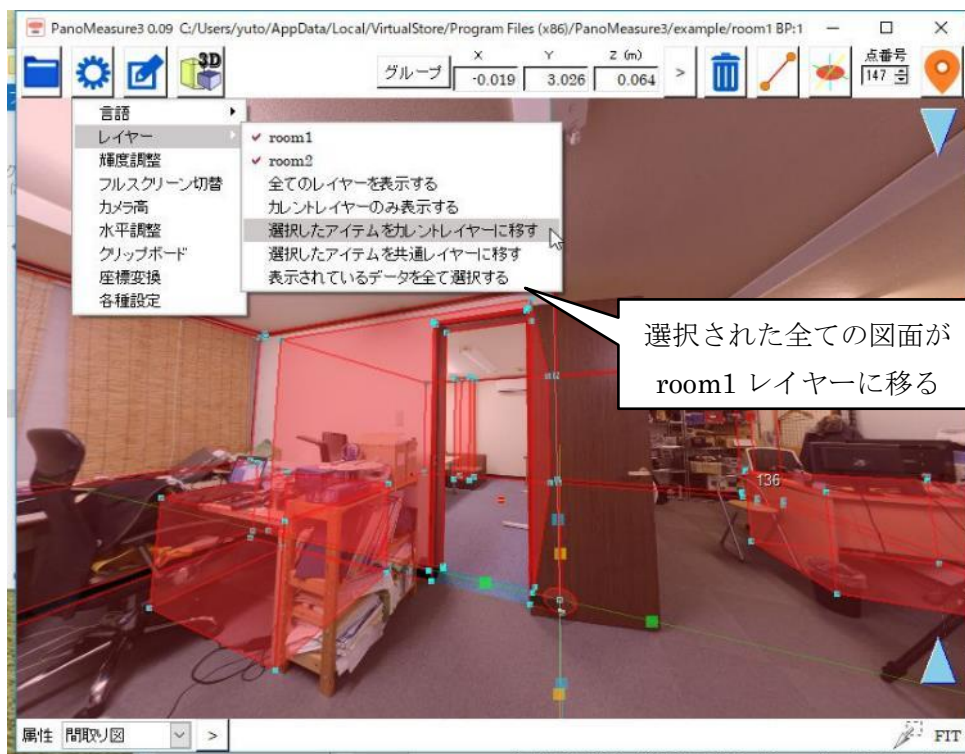 PanoMeasure3 0.09 C:/Users/yuto/AppData/Local/VirtualStore/Program Files (x86)/PanoMeasure3/example/room1 BP:1
3D
グループ
X Y Z (m)
-0.019 3.026 0.064 >
点番号
147
言語
レイヤー
輝度調整
フルスクリーン切替
カメラ高
水平調整
クリップボード
座標変換
各種設定
room1
room2
全てのレイヤーを表示する
カレントレイヤーのみ表示する
選択したアイテムをカレントレイヤーに移す
選択したアイテムを共通レイヤーに移す
表示されているデータを全て選択する
選択された全ての図面が
room1 レイヤーに移る
136
属性 間取り図 > FIT